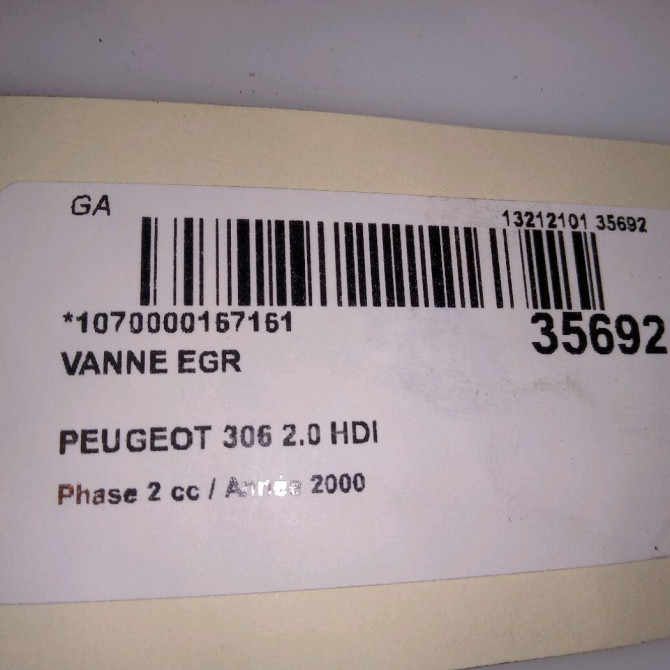 GA
13212101 35692
*1070000167161
35692
VANNE EGR
PEUGEOT 306 2.0 HDI
Phase 2 cc / Année 2000